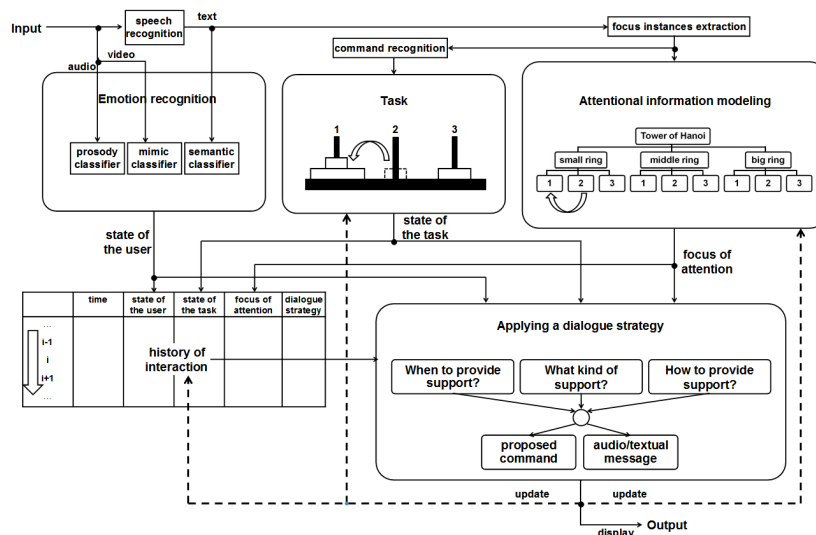 Input
speech
recognition
text
focus instances extraction
command recognition
video
audio
Emotion recognition
prosody
classifier
mimic
classifier
semantic
classifier
Task
1 2 3
Attentional information modeling
Tower of Hanoi
small ring middle ring big ring
1 2 3 1 2 3 1 2 3
state of
the user
state of
the task
focus of
attention
time
state of
the user
state of
the task
focus of
attention
dialogue
strategy
...
i-1
i
i+1
...
history of
interaction
Applying a dialogue strategy
When to provide
support?
What kind of
support?
How to provide
support?
proposed
command
audio/textual
message
update update
display
Output